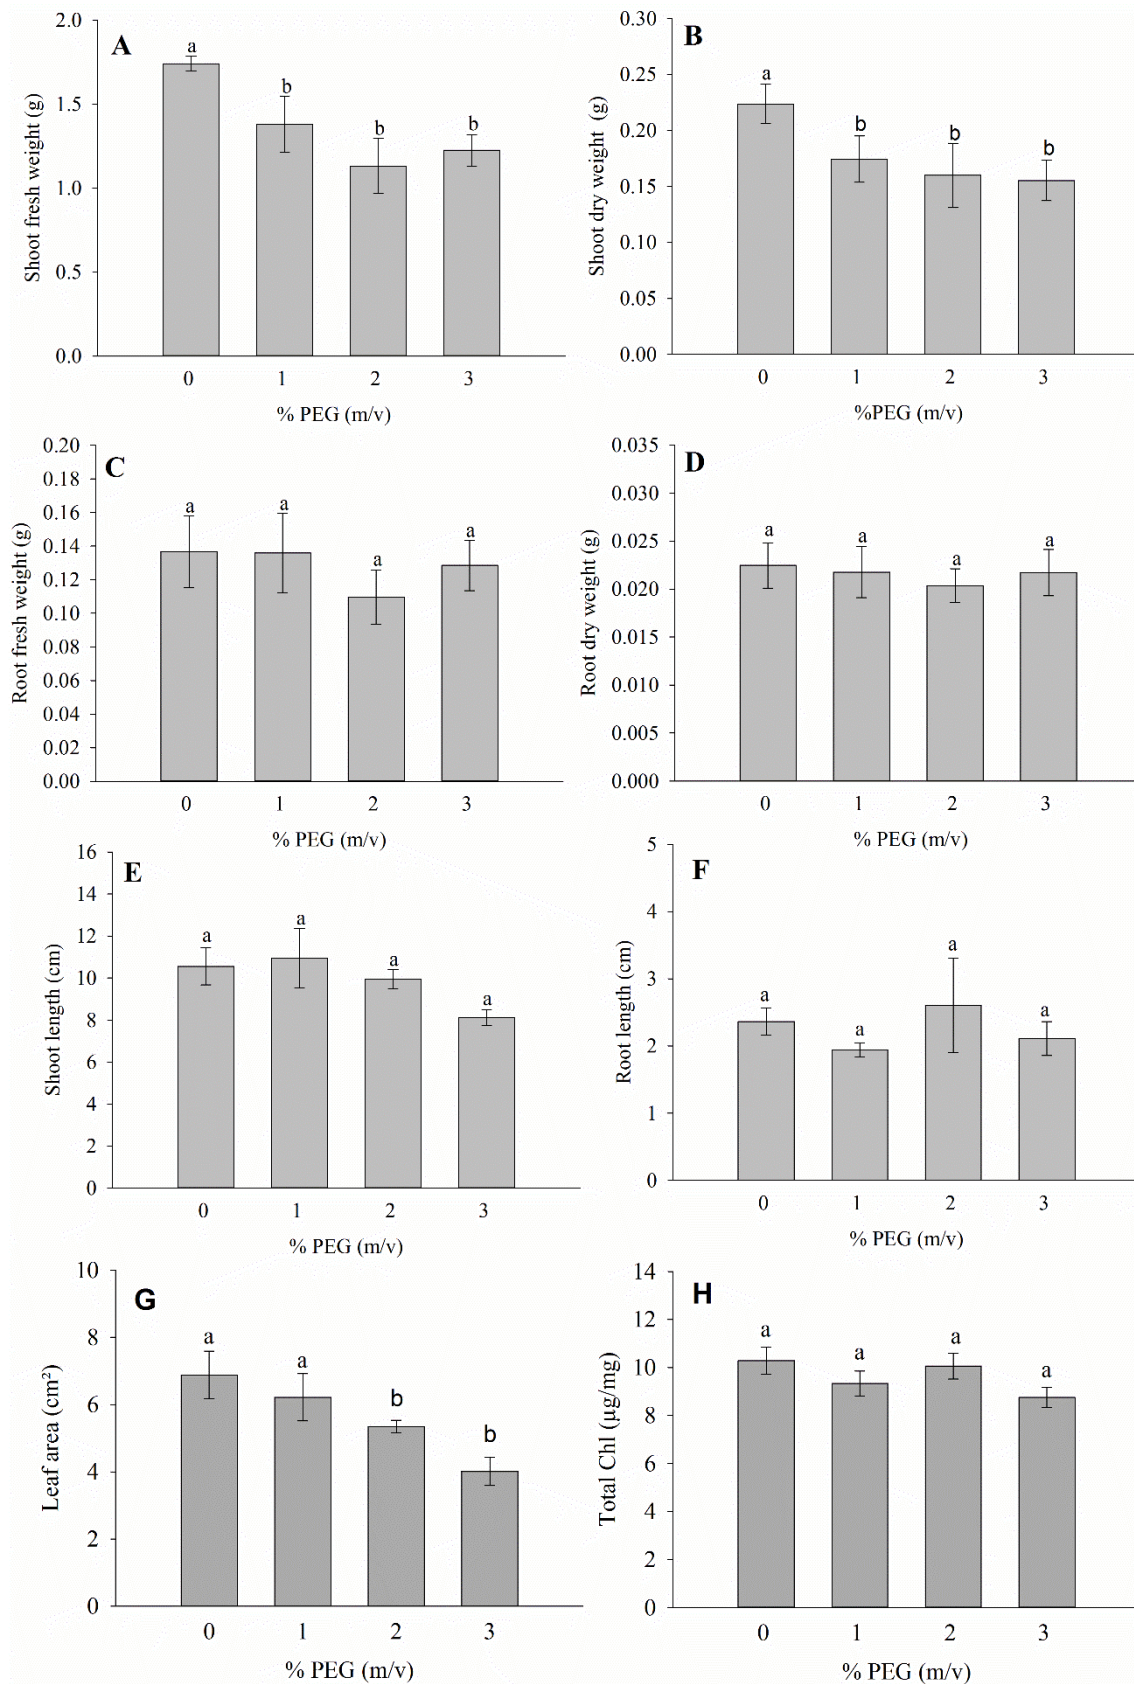 A
Shoot fresh weight (g)
2.0
1.5
1.0
0.5
0.0
a
b
b
b
0 1 2 3
% PEG (m/v)
B
Shoot dry weight (g)
0.30
0.25
0.20
0.15
0.10
0.05
0.00
a
b
b
b
0 1 2 3
%PEG (m/v)
C
Root fresh weight (g)
0.20
0.18
0.16
0.14
0.12
0.10
0.08
0.06
0.04
0.02
0.00
a
a
a
a
0 1 2 3
% PEG (m/v)
D
Root dry weight (g)
0.035
0.030
0.025
0.020
0.015
0.010
0.005
0.000
a
a
a
a
0 1 2 3
% PEG (m/v)
E
Shoot length (cm)
16
14
12
10
8
6
4
2
0
a
a
a
a
0 1 2 3
% PEG (m/v)
F
Root length (cm)
5
4
3
2
1
0
a
a
a
a
0 1 2 3
% PEG (m/v)
G
Leaf area (cm²)
10
8
6
4
2
0
a
a
b
b
0 1 2 3
% PEG (m/v)
H
Total Chl (µg/mg)
14
12
10
8
6
4
2
0
a
a
a
a
0 1 2 3
% PEG (m/v)